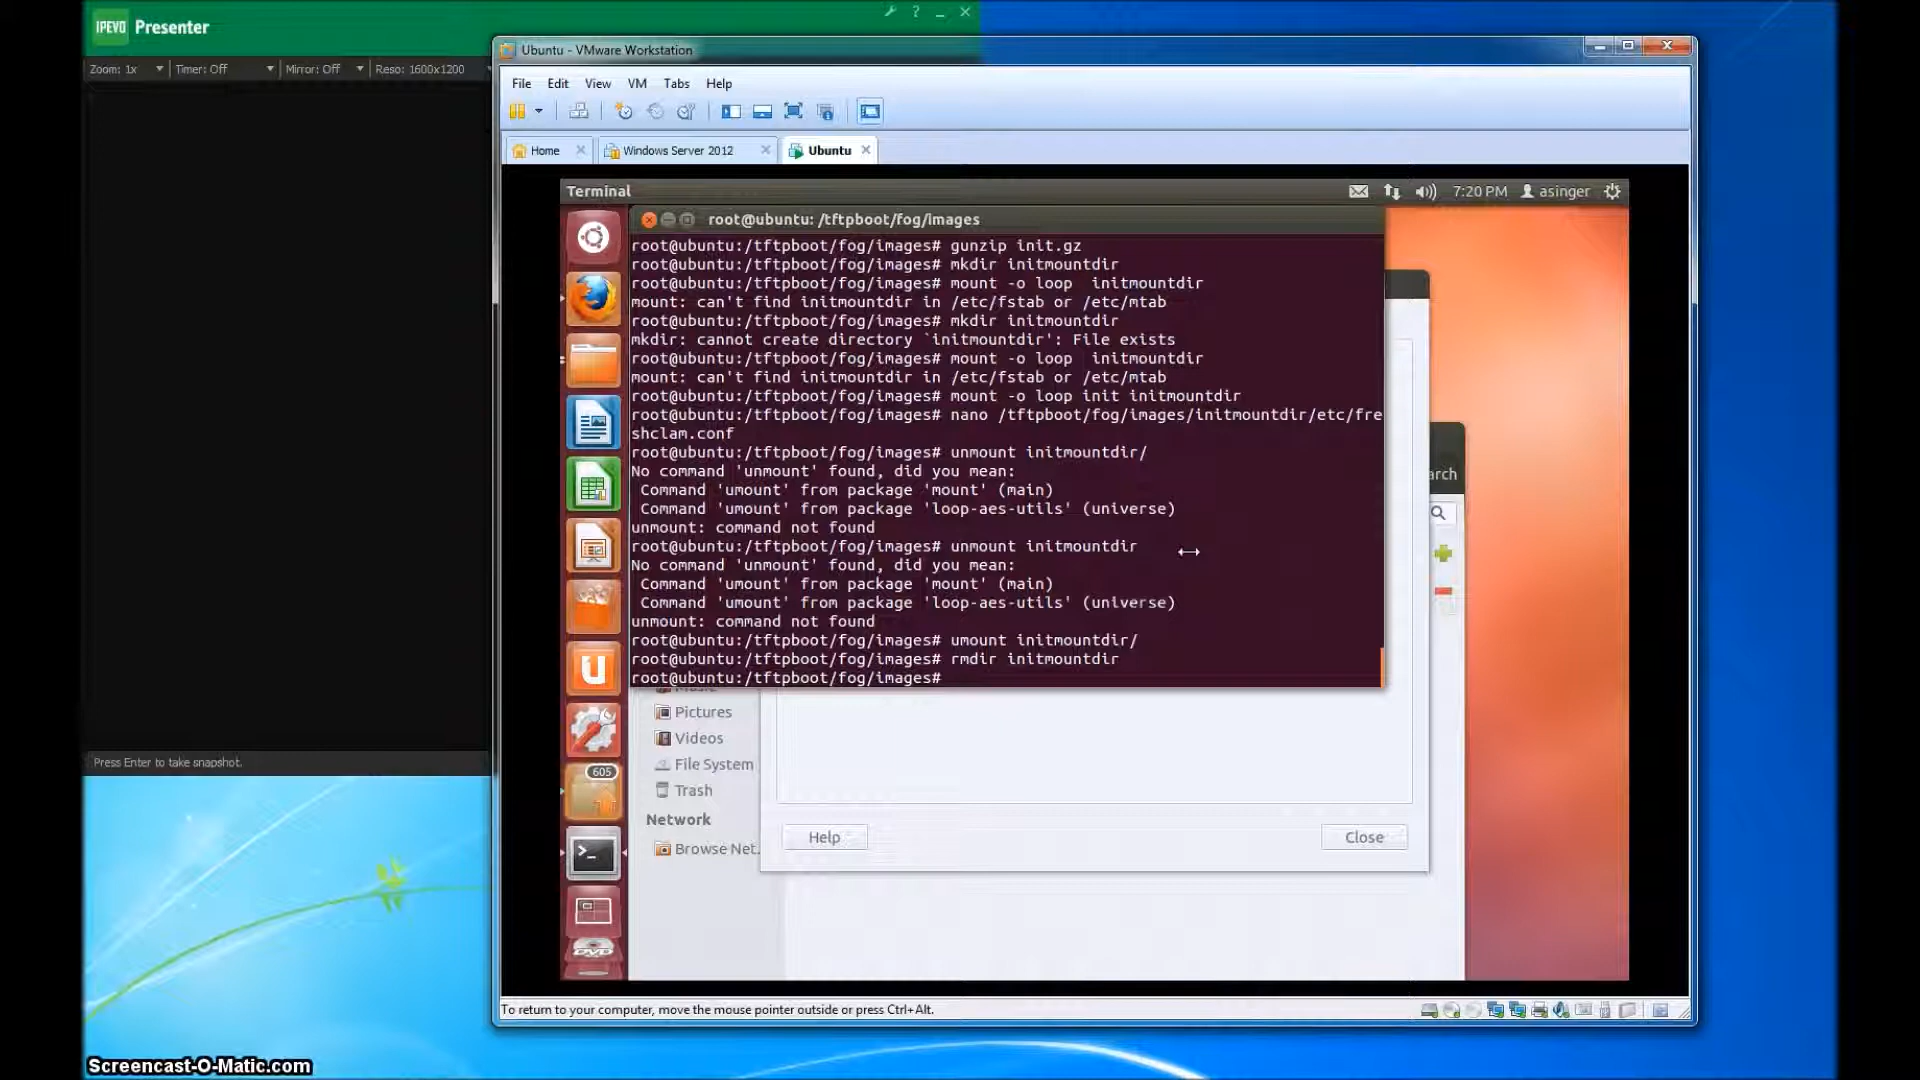 IPEVO Presenter
Zoom: 1x Timer: Off Mirror: Off Reso: 1600x1200
Press Enter to take snapshot.
Ubuntu - VMware Workstation
File Edit View VM Tabs Help
Home Windows Server 2012 Ubuntu
Terminal 7:20 PM asinger
root@ubuntu: /tftpboot/fog/images
root@ubuntu:/tftpboot/fog/images# gunzip init.gz
root@ubuntu:/tftpboot/fog/images# mkdir initmountdir
root@ubuntu:/tftpboot/fog/images# mount -o loop  initmountdir
mount: can't find initmountdir in /etc/fstab or /etc/mtab
root@ubuntu:/tftpboot/fog/images# mkdir initmountdir
mkdir: cannot create directory `initmountdir': File exists
root@ubuntu:/tftpboot/fog/images# mount -o loop  initmountdir
mount: can't find initmountdir in /etc/fstab or /etc/mtab
root@ubuntu:/tftpboot/fog/images# mount -o loop init initmountdir
root@ubuntu:/tftpboot/fog/images# nano /tftpboot/fog/images/initmountdir/etc/fre
shclam.conf
root@ubuntu:/tftpboot/fog/images# unmount initmountdir/
No command 'unmount' found, did you mean:
 Command 'umount' from package 'mount' (main)
 Command 'umount' from package 'loop-aes-utils' (universe)
unmount: command not found
root@ubuntu:/tftpboot/fog/images# unmount initmountdir
No command 'unmount' found, did you mean:
 Command 'umount' from package 'mount' (main)
 Command 'umount' from package 'loop-aes-utils' (universe)
unmount: command not found
root@ubuntu:/tftpboot/fog/images# umount initmountdir/
root@ubuntu:/tftpboot/fog/images# rmdir initmountdir
root@ubuntu:/tftpboot/fog/images#
arch
605
DVD
Pictures
Videos
File System
Trash
Network
Browse Net.
Help Close
To return to your computer, move the mouse pointer outside or press Ctrl+Alt.
Screencast-O-Matic.com